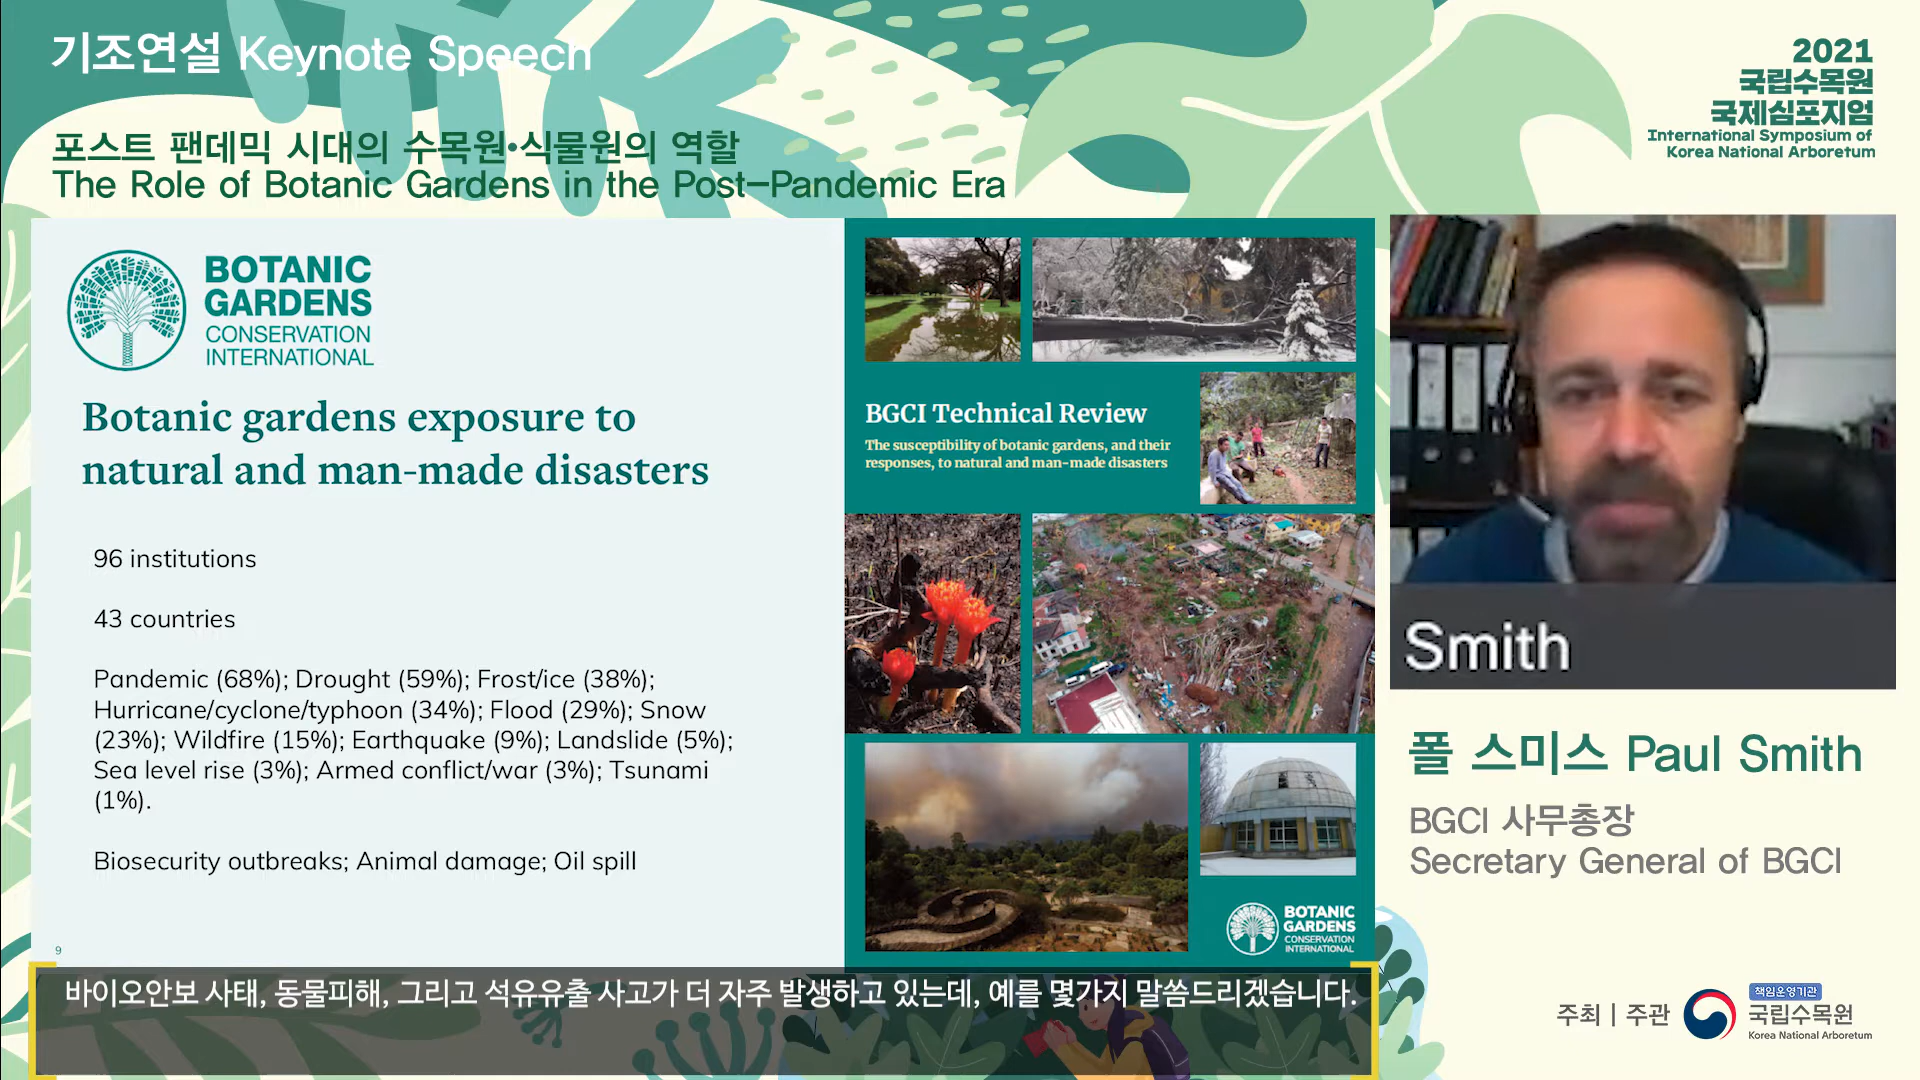 기조연설 Keynote Speech
포스트 팬데믹 시대의 수목원•식물원의 역할
The Role of Botanic Gardens in the Post-Pandemic Era
2021
국립수목원
국제심포지엄
International Symposium of
Korea National Arboretum
BOTANIC
GARDENS
CONSERVATION
INTERNATIONAL
Botanic gardens exposure to
natural and man-made disasters
96 institutions
43 countries
Pandemic (68%); Drought (59%); Frost/ice (38%);
Hurricane/cyclone/typhoon (34%); Flood (29%); Snow
(23%); Wildfire (15%); Earthquake (9%); Landslide (5%);
Sea level rise (3%); Armed conflict/war (3%); Tsunami
(1%).
Biosecurity outbreaks; Animal damage; Oil spill
9
BGCI Technical Review
The susceptibility of botanic gardens, and their
responses, to natural and man-made disasters
BOTANIC
GARDENS
CONSERVATION
INTERNATIONAL
Smith
폴 스미스 Paul Smith
BGCI 사무총장
Secretary General of BGCI
바이오안보 사태, 동물피해, 그리고 석유유출 사고가 더 자주 발생하고 있는데, 예를 몇가지 말씀드리겠습니다.
주최 | 주관
책임운영기관
국립수목원
Korea National Arboretum